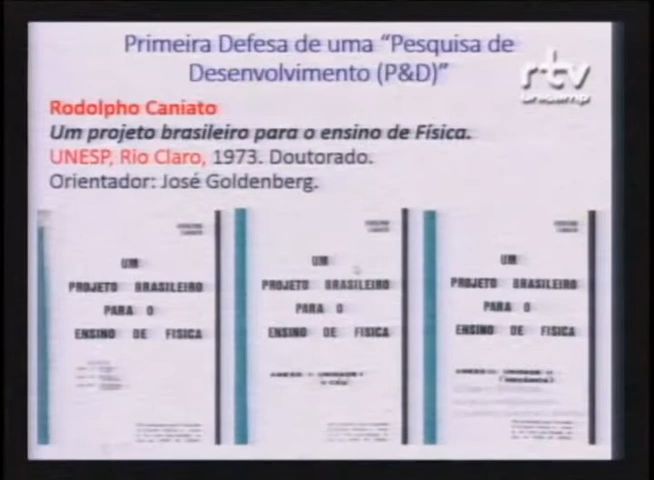 Primeira Defesa de uma “Pesquisa de
Desenvolvimento (P&D)”
rtv
unicamp
Rodolpho Caniato
Um projeto brasileiro para o ensino de Física.
UNESP, Rio Claro, 1973. Doutorado.
Orientador: José Goldenberg.
UM
PROJETO BRASILEIRO
PARA O
ENSINO DE FISICA
UM
PROJETO BRASILEIRO
PARA O
ENSINO DE FISICA
UM
PROJETO BRASILEIRO
PARA O
ENSINO DE FISICA